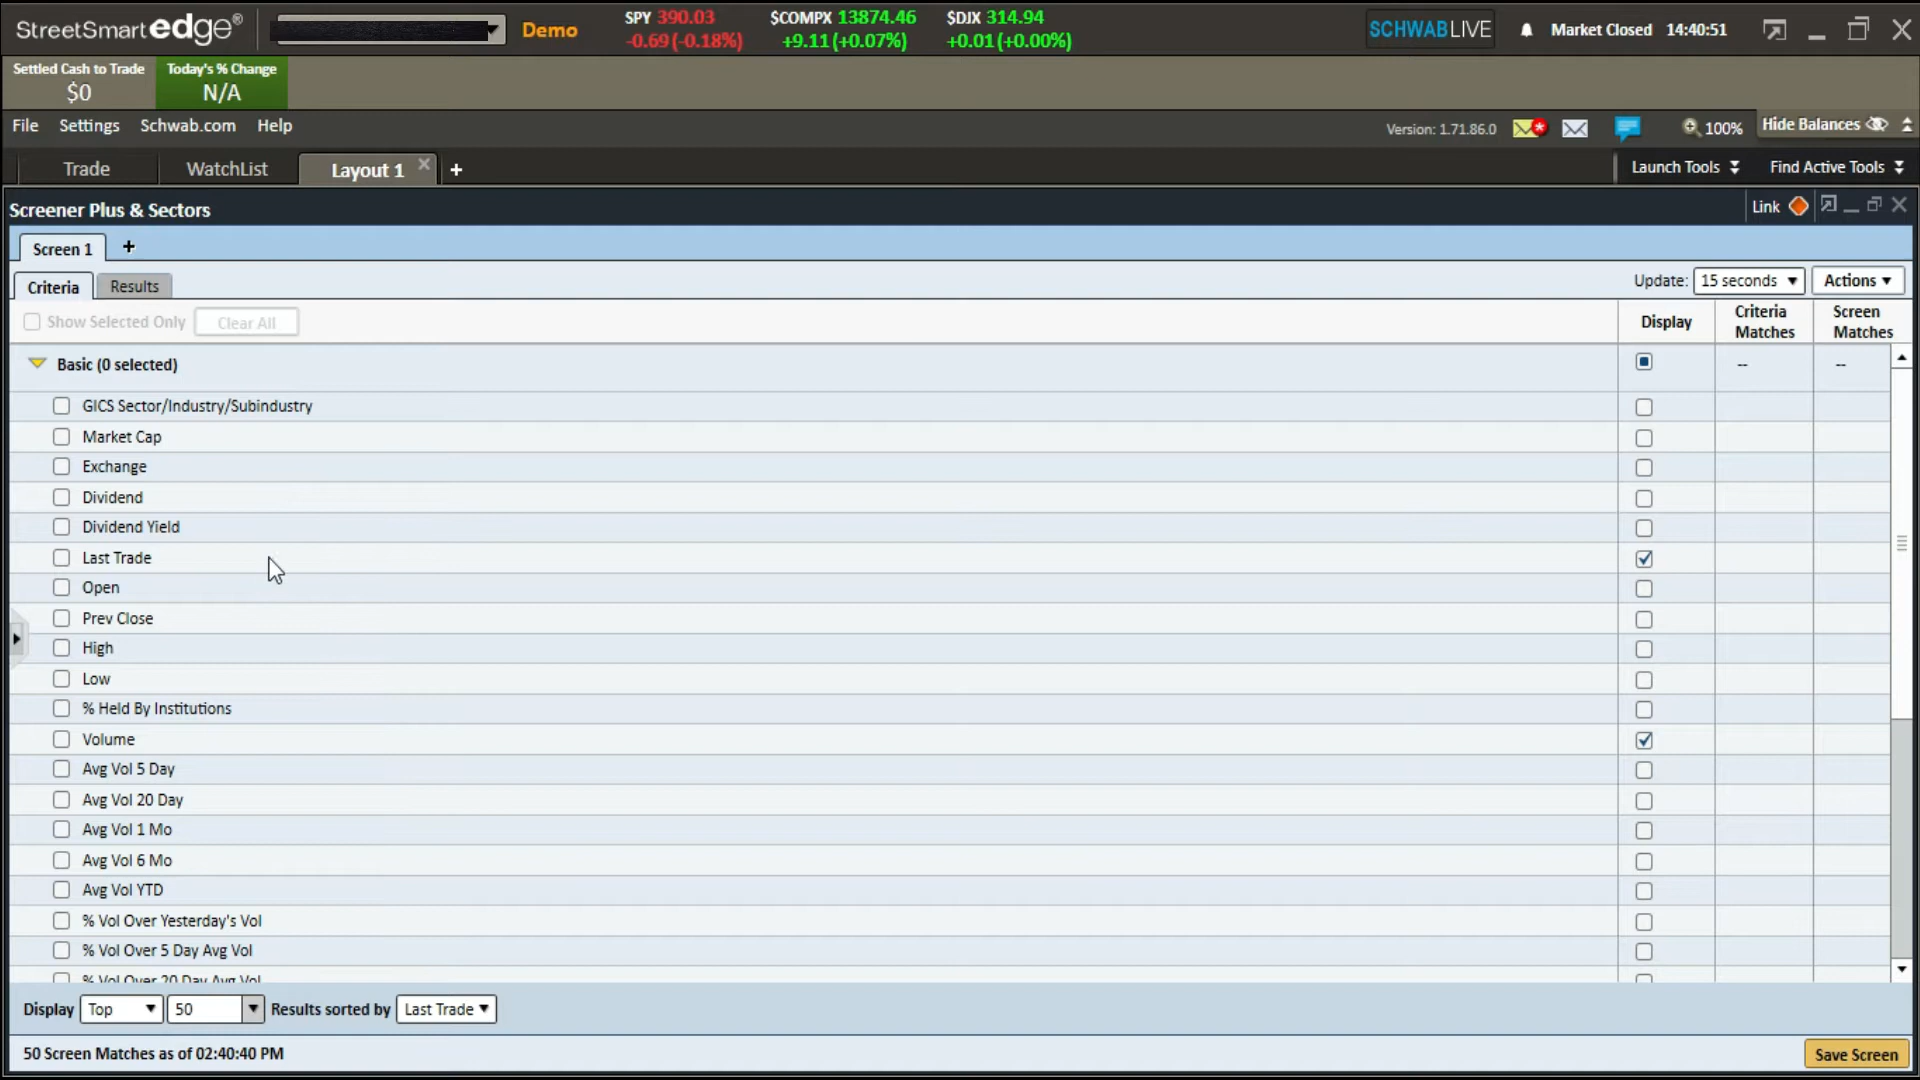 StreetSmartedge® Demo SPY 390.03 $COMPX 13874.46 $DJX 314.94 SCHWABLIVE Market Closed 14:40:51
-0.69 (-0.18%) +9.11 (+0.07%) +0.01 (+0.00%)
Settled Cash to Trade Today's % Change
$0 N/A
File Settings Schwab.com Help Version: 1.71.86.0 100% Hide Balances
Trade WatchList Layout 1 + Launch Tools Find Active Tools
Screener Plus & Sectors Link
Screen 1 +
Criteria Results Update: 15 seconds Actions
Show Selected Only Clear All Display Criteria Matches Screen Matches
Basic (0 selected) -- --
GICS Sector/Industry/Subindustry
Market Cap
Exchange
Dividend
Dividend Yield
Last Trade
Open
Prev Close
High
Low
% Held By Institutions
Volume
Avg Vol 5 Day
Avg Vol 20 Day
Avg Vol 1 Mo
Avg Vol 6 Mo
Avg Vol YTD
% Vol Over Yesterday's Vol
% Vol Over 5 Day Avg Vol
% Vol Over 20 Day Avg Vol
Display Top 50 Results sorted by Last Trade
50 Screen Matches as of 02:40:40 PM Save Screen